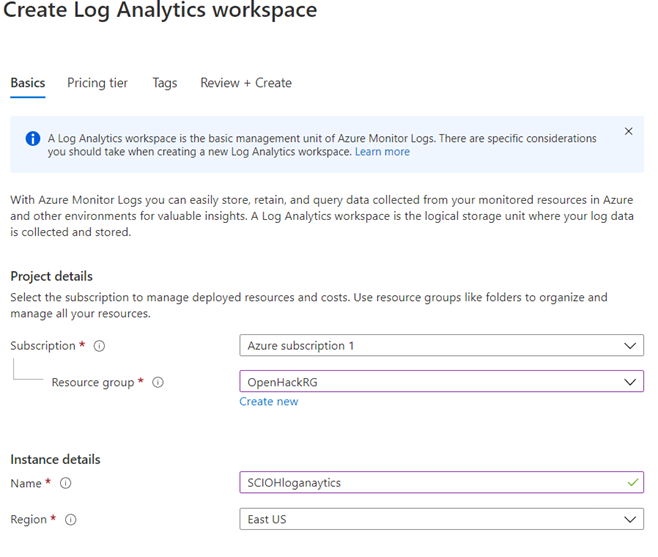 Create Log Analytics workspace
Basics Pricing tier Tags Review + Create
A Log Analytics workspace is the basic management unit of Azure Monitor Logs. There are specific considerations
you should take when creating a new Log Analytics workspace. Learn more
With Azure Monitor Logs you can easily store, retain, and query data collected from your monitored resources in Azure
and other environments for valuable insights. A Log Analytics workspace is the logical storage unit where your log data
is collected and stored.
Project details
Select the subscription to manage deployed resources and costs. Use resource groups like folders to organize and
manage all your resources.
Subscription * Azure subscription 1
Resource group * OpenHackRG
Create new
Instance details
Name * SCIOHloganaytics
Region * East US